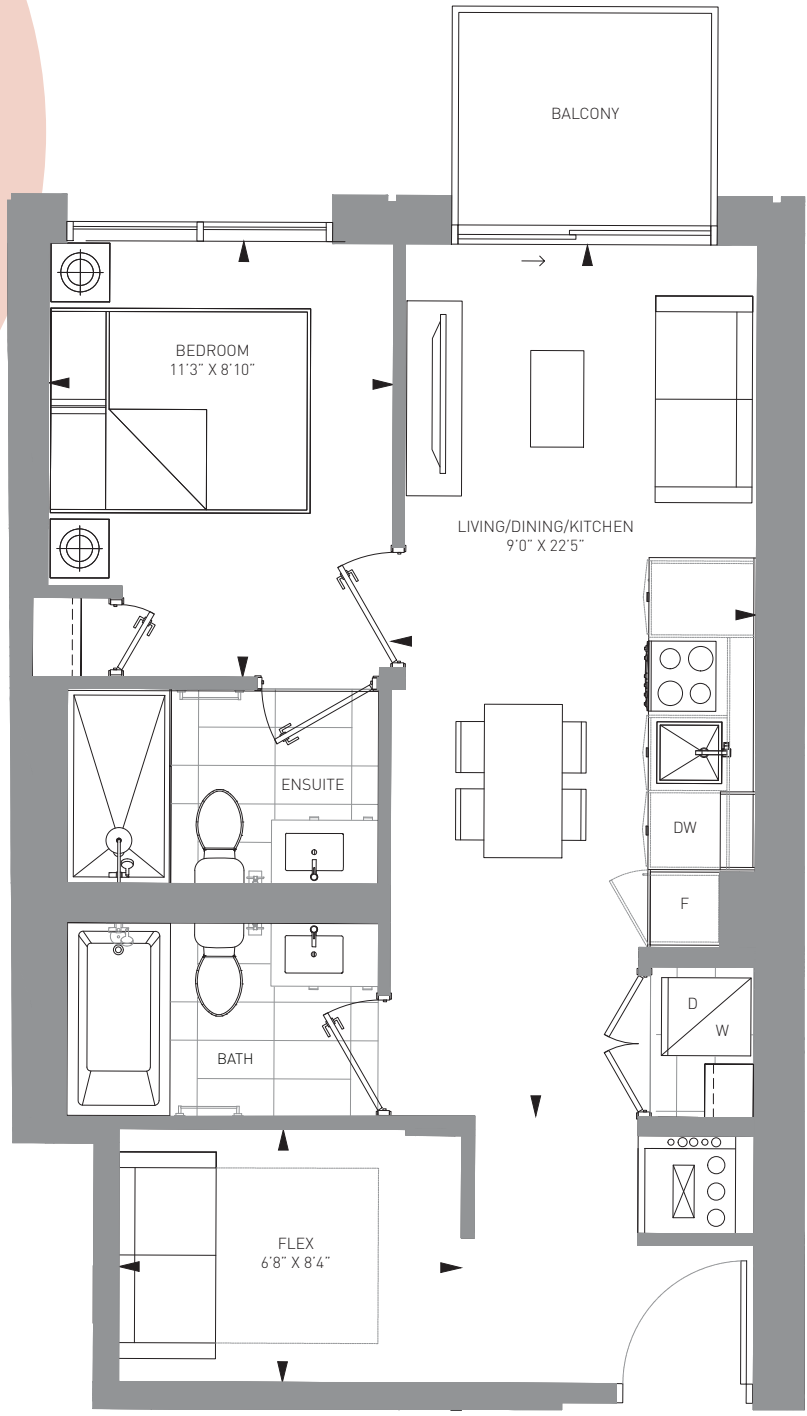 BALCONY
BEDROOM
11’3” X 8’10”
LIVING/DINING/KITCHEN
9’0” X 22’5”
ENSUITE
DW
F
D
W
BATH
FLEX
6’8” X 8’4”